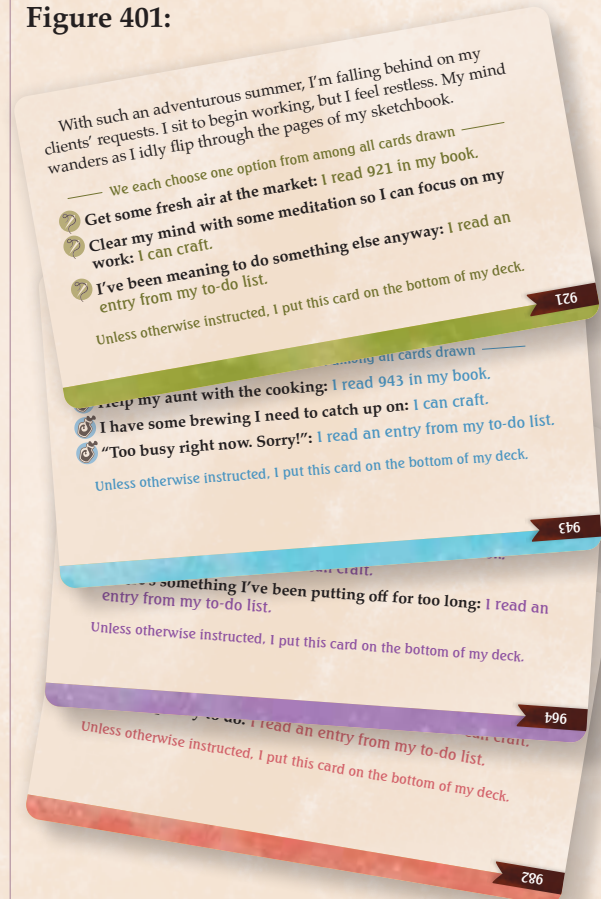 Figure 401:
With such an adventurous summer, I’m falling behind on my
clients’ requests. I sit to begin working, but I feel restless. My mind
wanders as I idly flip through the pages of my sketchbook.
We each choose one option from among all cards drawn
Get some fresh air at the market: I read 921 in my book.
Clear my mind with some meditation so I can focus on my
work: I can craft.
I’ve been meaning to do something else anyway: I read an
entry from my to-do list.
Unless otherwise instructed, I put this card on the bottom of my deck.
921
among all cards drawn
Help my aunt with the cooking: I read 943 in my book.
I have some brewing I need to catch up on: I can craft.
“Too busy right now. Sorry!”: I read an entry from my to-do list.
Unless otherwise instructed, I put this card on the bottom of my deck.
943
can craft.
something I’ve been putting off for too long: I read an
entry from my to-do list.
Unless otherwise instructed, I put this card on the bottom of my deck.
964
can craft.
to do: I read an entry from my to-do list.
Unless otherwise instructed, I put this card on the bottom of my deck.
982